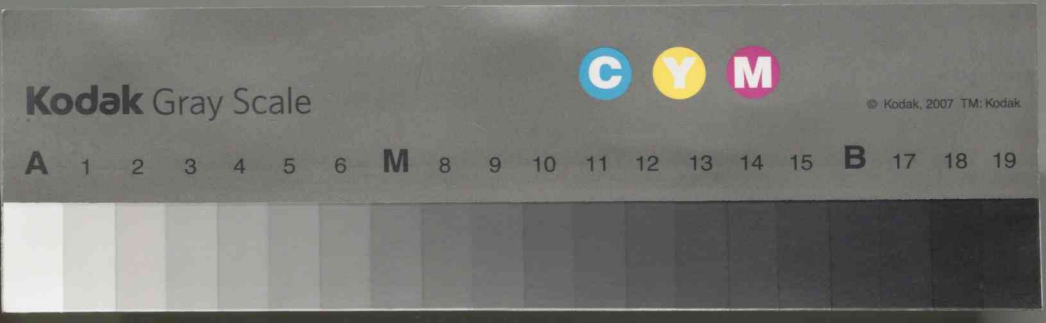 C Y M
Kodak Gray Scale
© Kodak, 2007 TM: Kodak
A 1 2 3 4 5 6 M 8 9 10 11 12 13 14 15 B 17 18 19